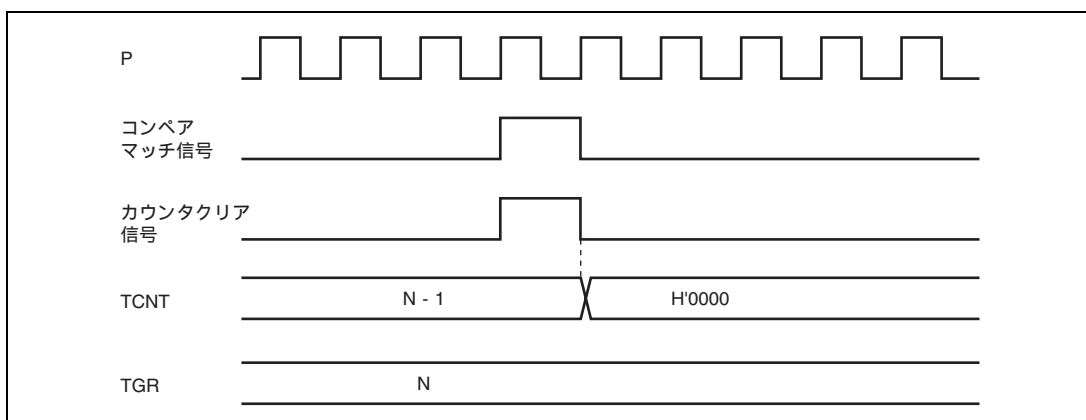 P
コンペア
マッチ信号
カウンタクリア
信号
TCNT N - 1 H'0000
TGR N